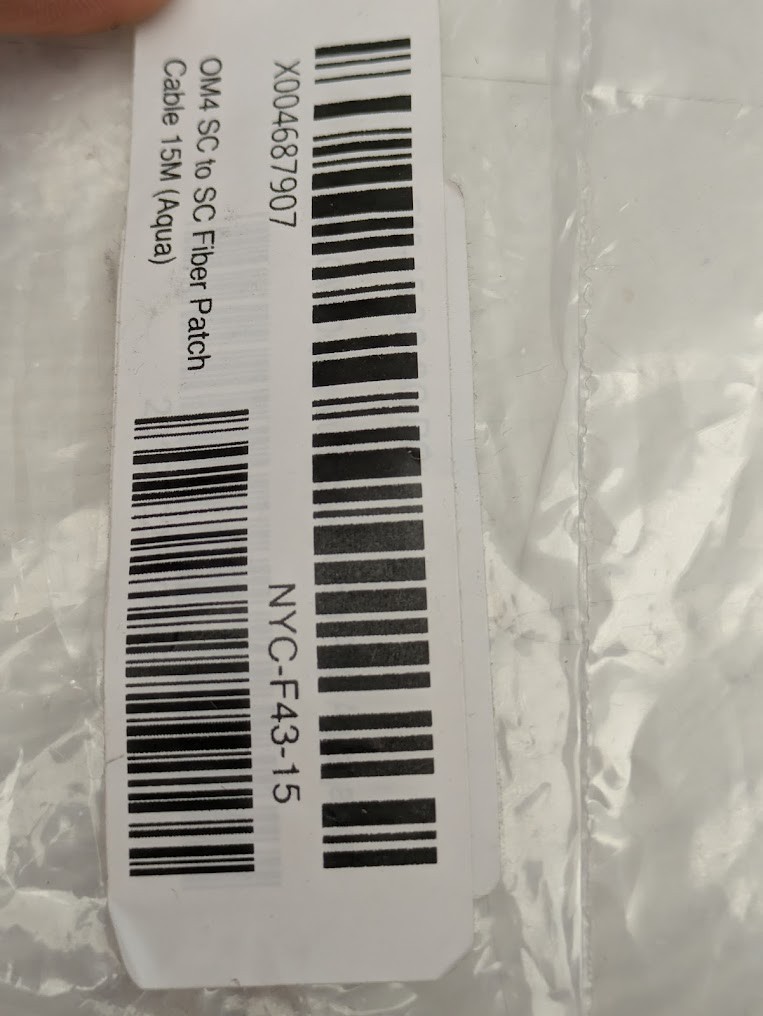 X004687907
NYC-F43-15
OM4 SC to SC Fiber Patch
Cable 15M (Aqua)